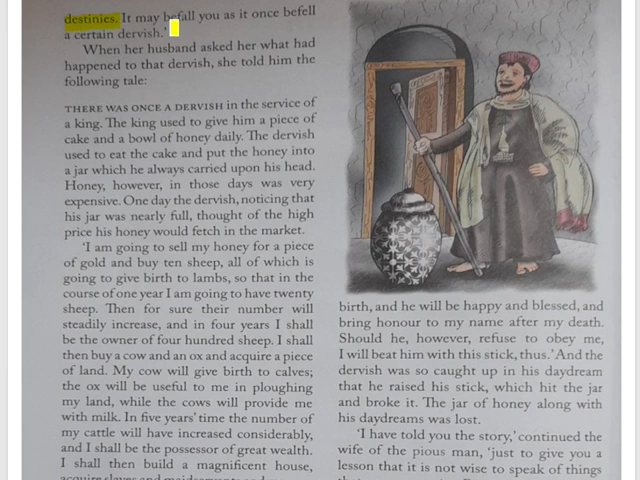 destinies. It may befall you as it once befell
a certain dervish.'
When her husband asked her what had
happened to that dervish, she told him the
following tale:
THERE WAS ONCE A DERVISH in the service of
a king. The king used to give him a piece of
cake and a bowl of honey daily. The dervish
used to eat the cake and put the honey into
a jar which he always carried upon his head.
Honey, however, in those days was very
expensive. One day the dervish, noticing that
his jar was nearly full, thought of the high
price his honey would fetch in the market.
'I am going to sell my honey for a piece
of gold and buy ten sheep, all of which is
going to give birth to lambs, so that in the
course of one year I am going to have twenty
sheep. Then for sure their number will
steadily increase, and in four years I shall
be the owner of four hundred sheep. I shall
then buy a cow and an ox and acquire a piece
of land. My cow will give birth to calves;
the ox will be useful to me in ploughing
my land, while the cows will provide me
with milk. In five years' time the number of
my cattle will have increased considerably,
and I shall be the possessor of great wealth.
I shall then build a magnificent house,
acquire slaves and maidservants and
birth, and he will be happy and blessed, and
bring honour to my name after my death.
Should he, however, refuse to obey me,
I will beat him with this stick, thus.' And the
dervish was so caught up in his daydream
that he raised his stick, which hit the jar
and broke it. The jar of honey along with
his daydreams was lost.
'I have told you the story,' continued the
wife of the pious man, 'just to give you a
lesson that it is not wise to speak of things